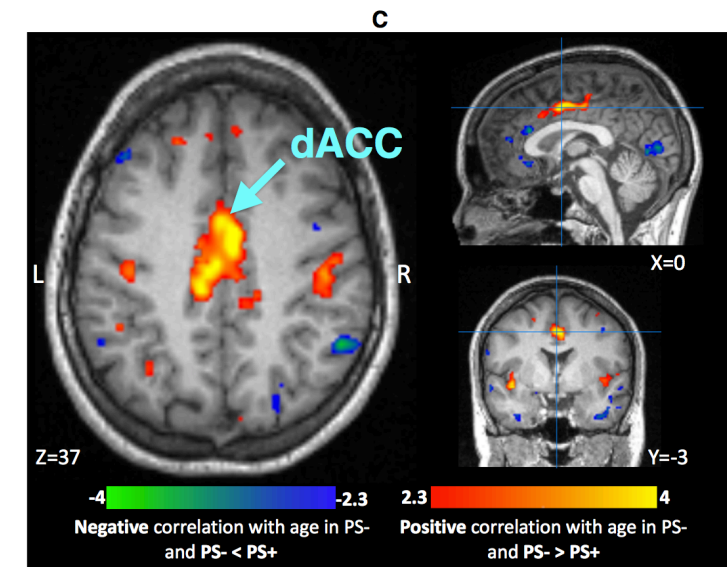 C
dACC
L
R
X=0
Z=37
Y=-3
-4
-2.3
2.3
4
Negative correlation with age in PS-
and PS- < PS+
Positive correlation with age in PS-
and PS- > PS+